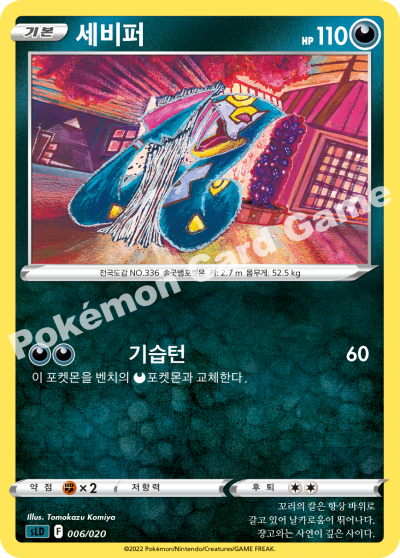 기본 세비퍼 HP 110
전국도감 NO.336 송곳뱀포켓몬 키: 2.7 m 몸무게: 52.5 kg
Pokémon Card Game
기습턴 60
이 포켓몬을 벤치의 포켓몬과 교체한다.
약점 ×2 저항력 후퇴
Illus. Tomokazu Komiya
sLD F 006/020
꼬리의 칼은 항상 바위로
갈고 있어 날카로움이 뛰어나다.
쟝고와는 사연이 깊은 사이다.
©2022 Pokémon/Nintendo/Creatures/GAME FREAK.